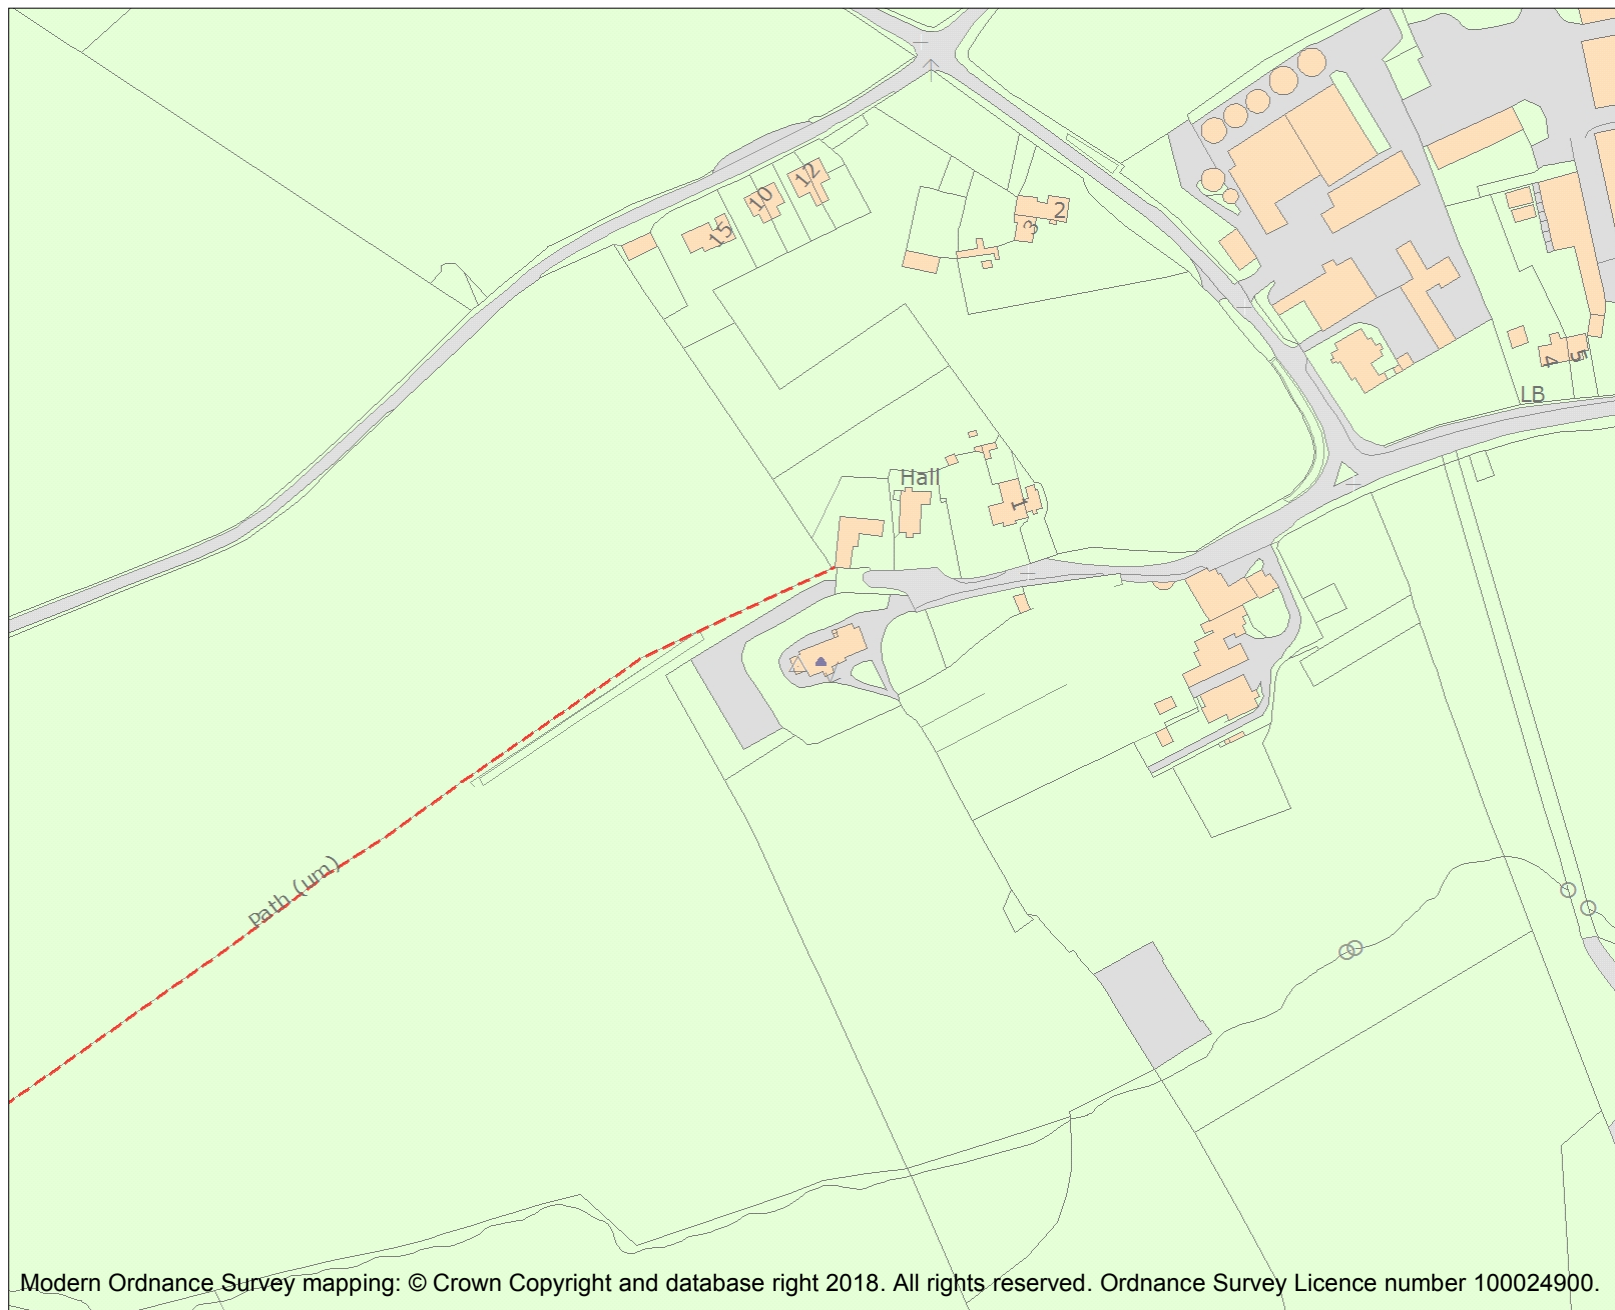 12
10
15
2
3
4
5
LB
Hall
1
Path (um)
Modern Ordnance Survey mapping: © Crown Copyright and database right 2018. All rights reserved. Ordnance Survey Licence number 100024900.